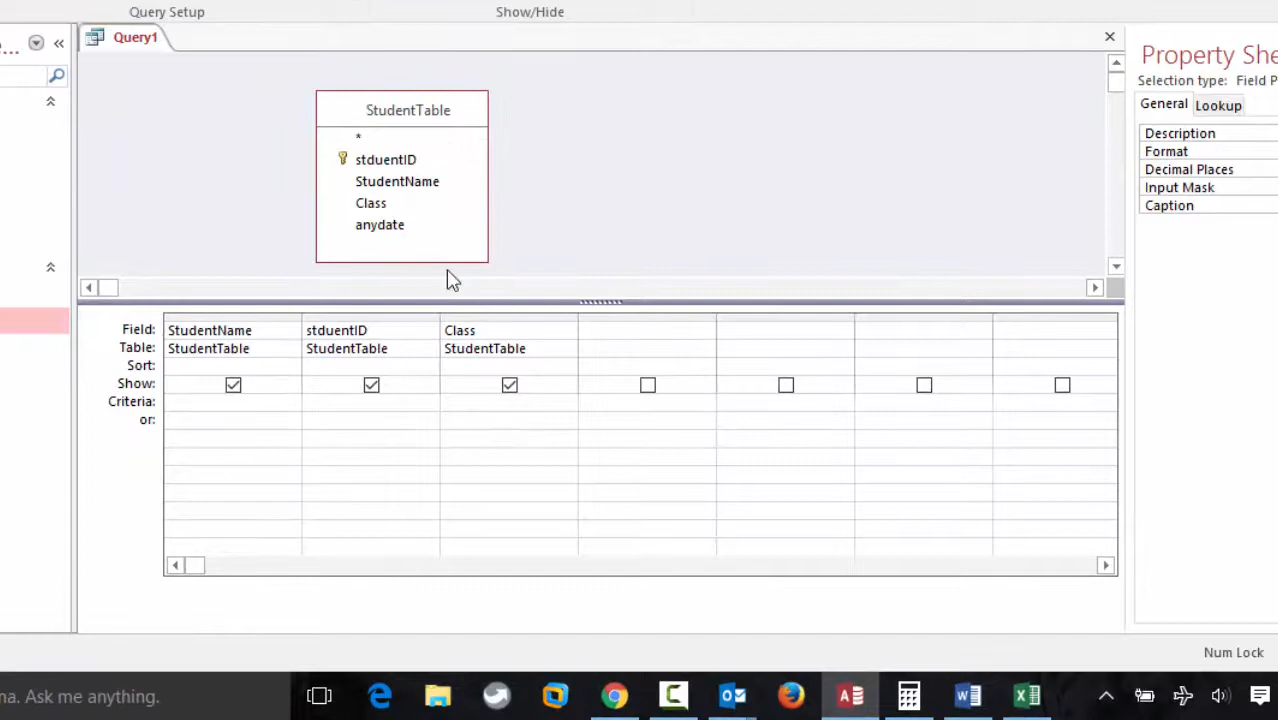 Query Setup
Show/Hide
e...
«
Query1
StudentTable
*
stduentID
StudentName
Class
anydate
Field: StudentName stduentID Class
Table: StudentTable StudentTable StudentTable
Sort:
Show:
Criteria:
or:
Property She
Selection type: Field P
General Lookup
Description
Format
Decimal Places
Input Mask
Caption
Num Lock
na. Ask me anything.